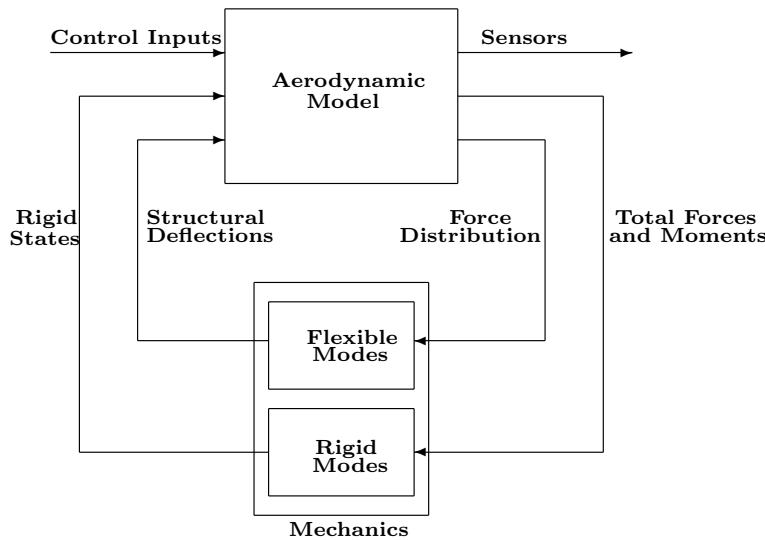 Control Inputs
Sensors
Aerodynamic
Model
Rigid
States
Structural
Deflections
Force
Distribution
Total Forces
and Moments
Flexible
Modes
Rigid
Modes
Mechanics